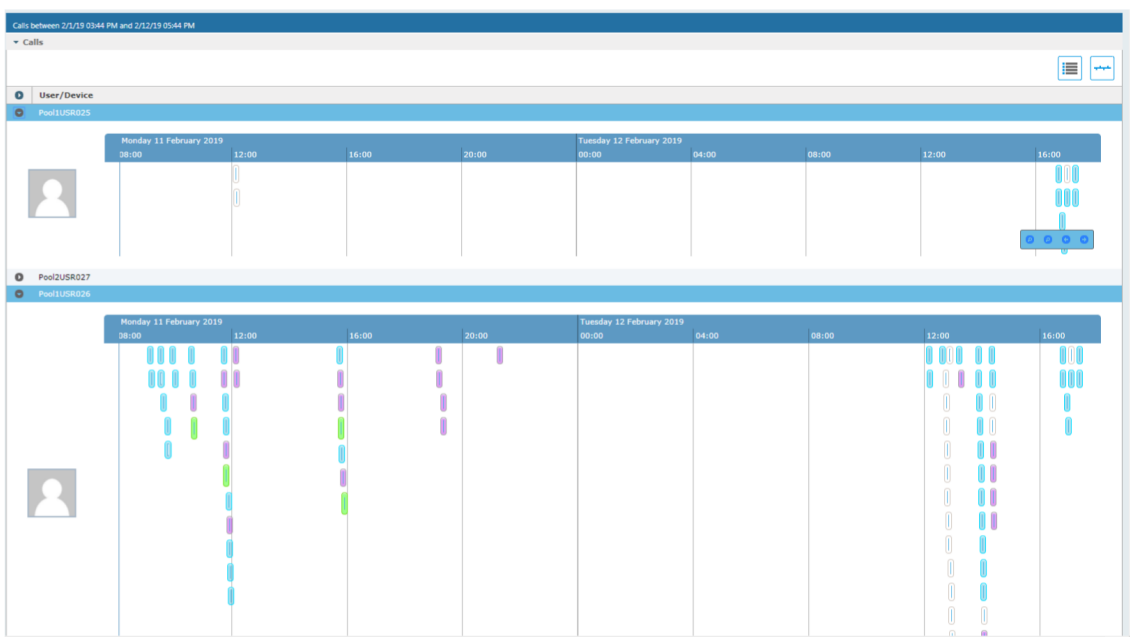 Calls between 2/1/19 03:44 PM and 2/12/19 05:44 PM
Calls
User/Device
Pool1USR025
Monday 11 February 2019 Tuesday 12 February 2019
08:00 12:00 16:00 20:00 00:00 04:00 08:00 12:00 16:00
Pool2USR027
Pool1USR026
Monday 11 February 2019 Tuesday 12 February 2019
08:00 12:00 16:00 20:00 00:00 04:00 08:00 12:00 16:00